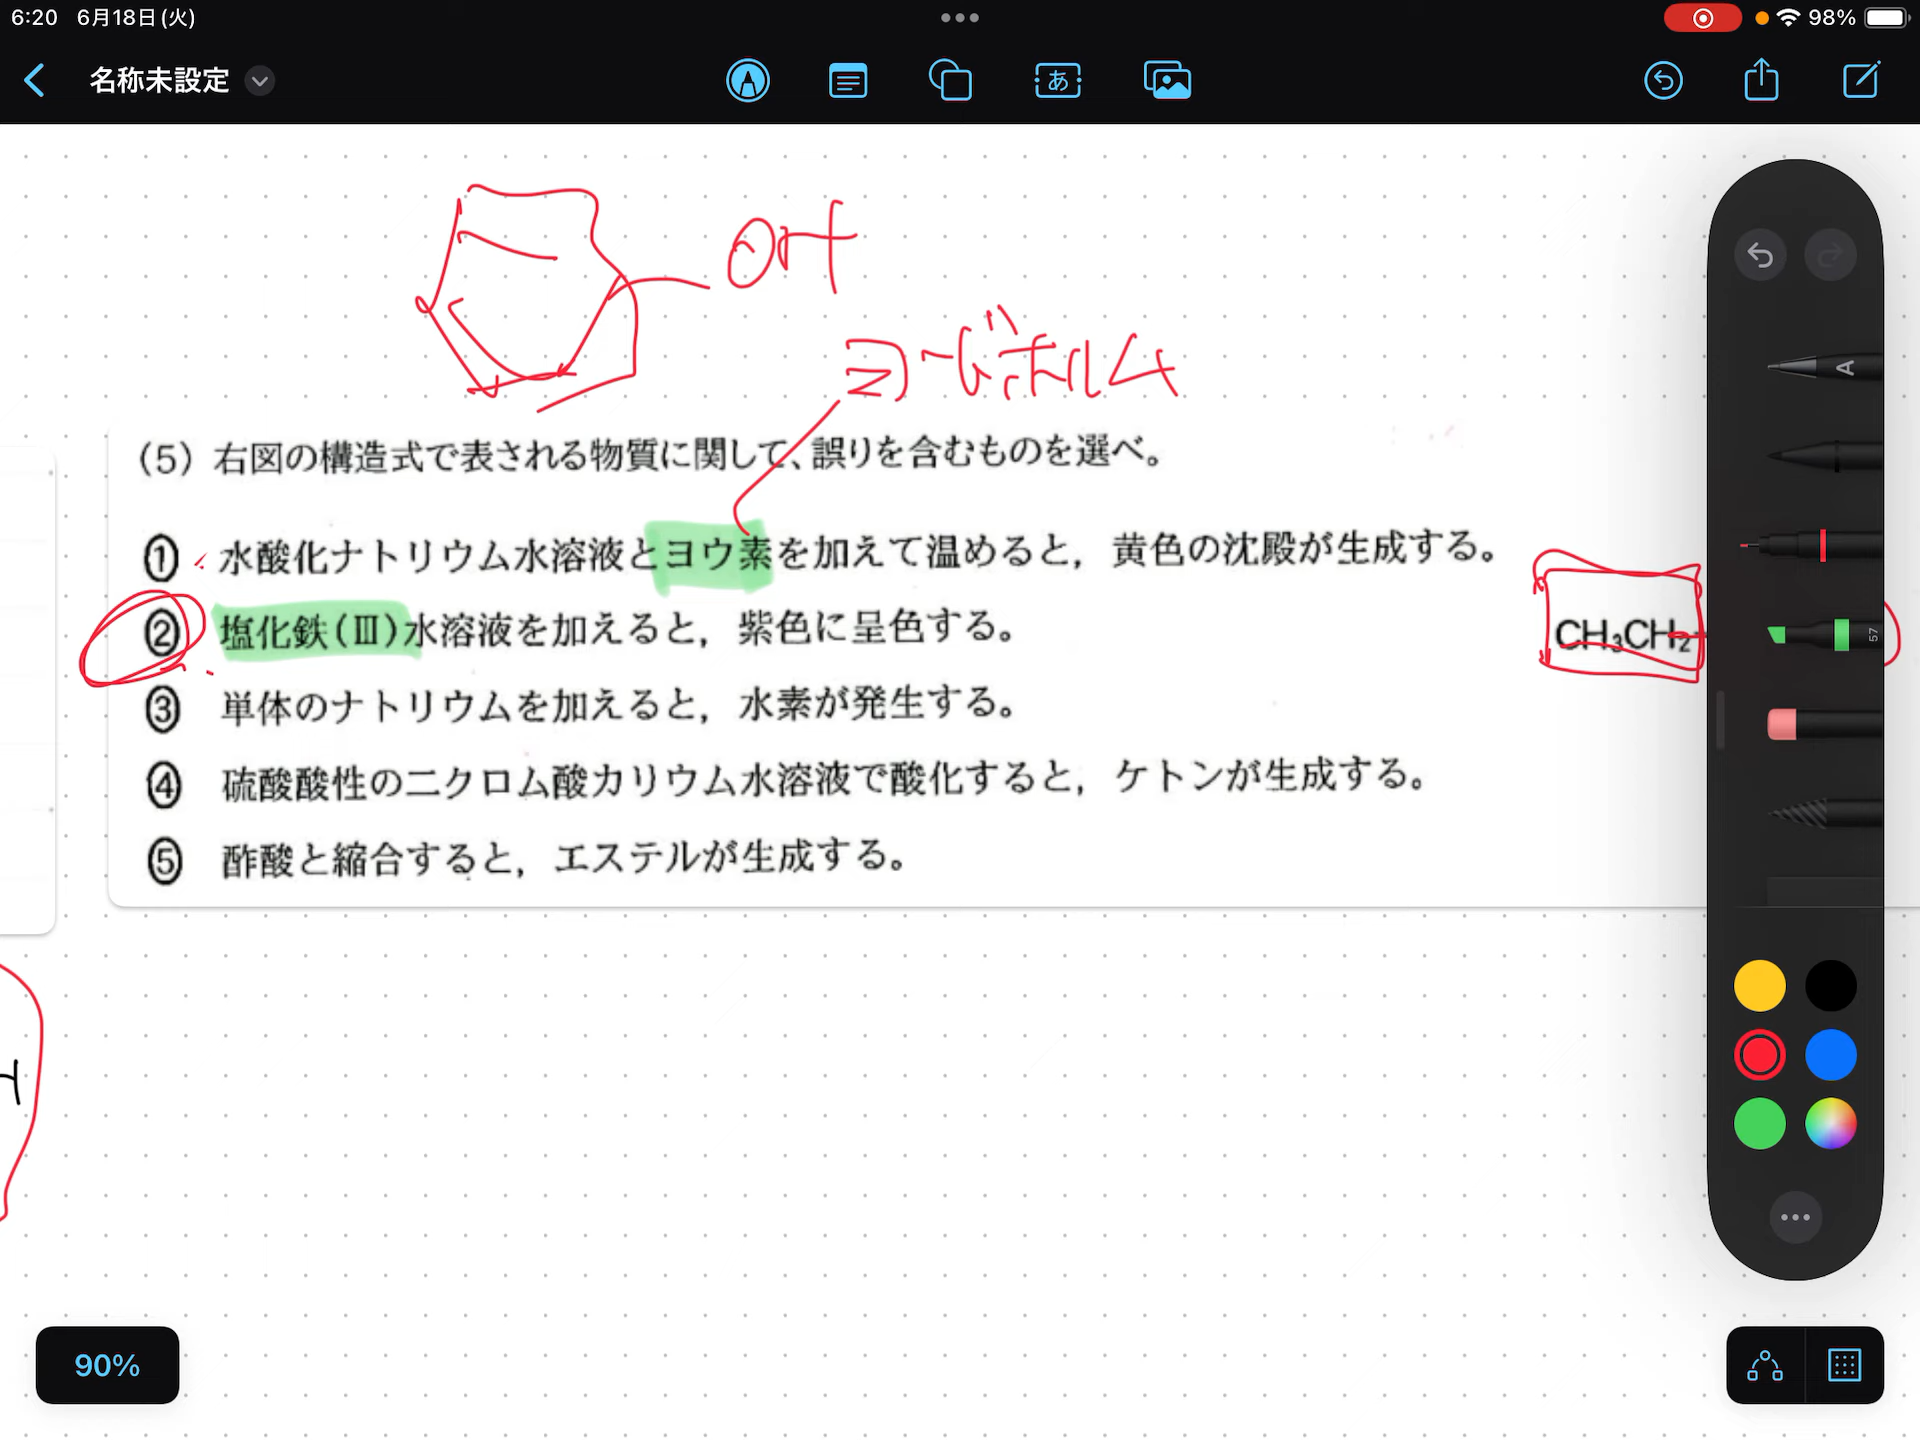 6:20 6月18日(火)
98%
名称未設定
あ
OH
ヨードホルム
(5) 右図の構造式で表される物質に関して、誤りを含むものを選べ。
① 水酸化ナトリウム水溶液とヨウ素を加えて温めると，黄色の沈殿が生成する。
② 塩化鉄(Ⅲ)水溶液を加えると，紫色に呈色する。
CH₃CH₂
③ 単体のナトリウムを加えると，水素が発生する。
④ 硫酸酸性の二クロム酸カリウム水溶液で酸化すると，ケトンが生成する。
⑤ 酢酸と縮合すると，エステルが生成する。
A
57
H
90%